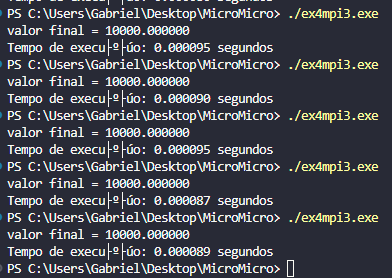 PS C:\Users\Gabriel\Desktop\MicroMicro> ./ex4mpi3.exe
valor final = 10000.000000
Tempo de execu├º├úo: 0.000095 segundos
PS C:\Users\Gabriel\Desktop\MicroMicro> ./ex4mpi3.exe
valor final = 10000.000000
Tempo de execu├º├úo: 0.000090 segundos
PS C:\Users\Gabriel\Desktop\MicroMicro> ./ex4mpi3.exe
valor final = 10000.000000
Tempo de execu├º├úo: 0.000095 segundos
PS C:\Users\Gabriel\Desktop\MicroMicro> ./ex4mpi3.exe
valor final = 10000.000000
Tempo de execu├º├úo: 0.000087 segundos
PS C:\Users\Gabriel\Desktop\MicroMicro> ./ex4mpi3.exe
valor final = 10000.000000
Tempo de execu├º├úo: 0.000089 segundos
PS C:\Users\Gabriel\Desktop\MicroMicro>